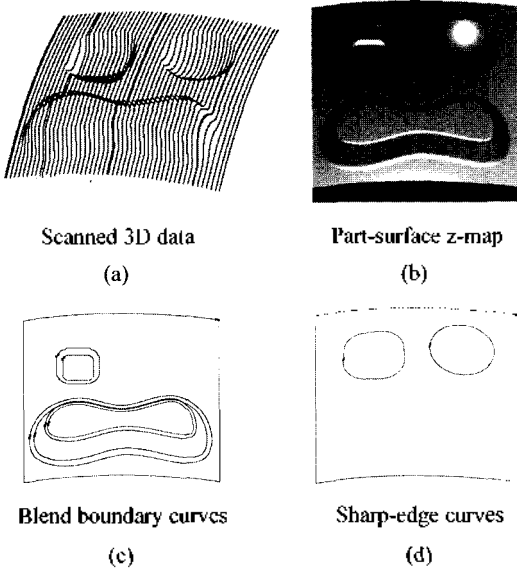 Scanned 3D data
Part-surface z-map
(a)
(b)
Blend boundary curves
Sharp-edge curves
(c)
(d)